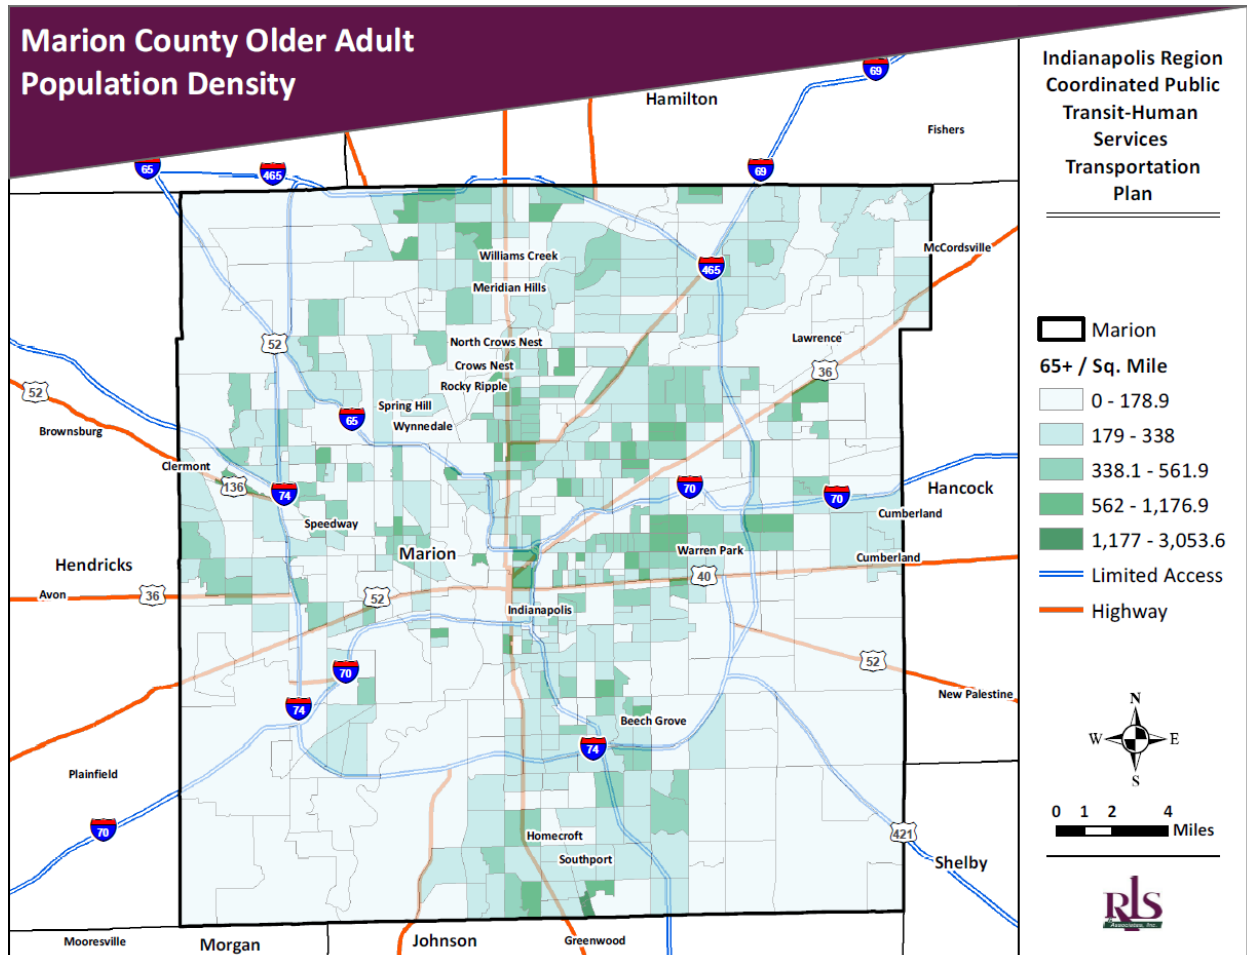 Marion County Older Adult
Population Density
Indianapolis Region
Coordinated Public
Transit-Human
Services
Transportation
Plan
Marion
65+ / Sq. Mile
0 - 178.9
179 - 338
338.1 - 561.9
562 - 1,176.9
1,177 - 3,053.6
Limited Access
Highway
N
W E
S
0 1 2 4
Miles
RLS
& Associates, Inc.
69
Hamilton
Fishers
65
465
69
McCordsville
Williams Creek
465
Meridian Hills
52
North Crows Nest
Lawrence
Crows Nest
36
Rocky Ripple
52
Spring Hill
65
Wynnedale
Brownsburg
Clermont
136
74
70
70
Hancock
Cumberland
Speedway
Marion
Warren Park
Cumberland
Hendricks
40
Avon
36
52
Indianapolis
52
70
New Palestine
74
Beech Grove
74
Plainfield
70
421
Homecroft
Southport
Shelby
Mooresville
Morgan
Johnson
Greenwood